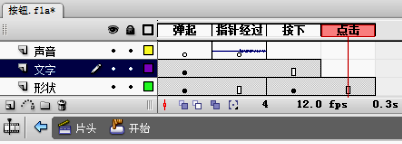 按钮.fla*
弹起 指针经过 按下 点击
声音
文字
形状
4 12.0 fps 0.3s
片头 开始